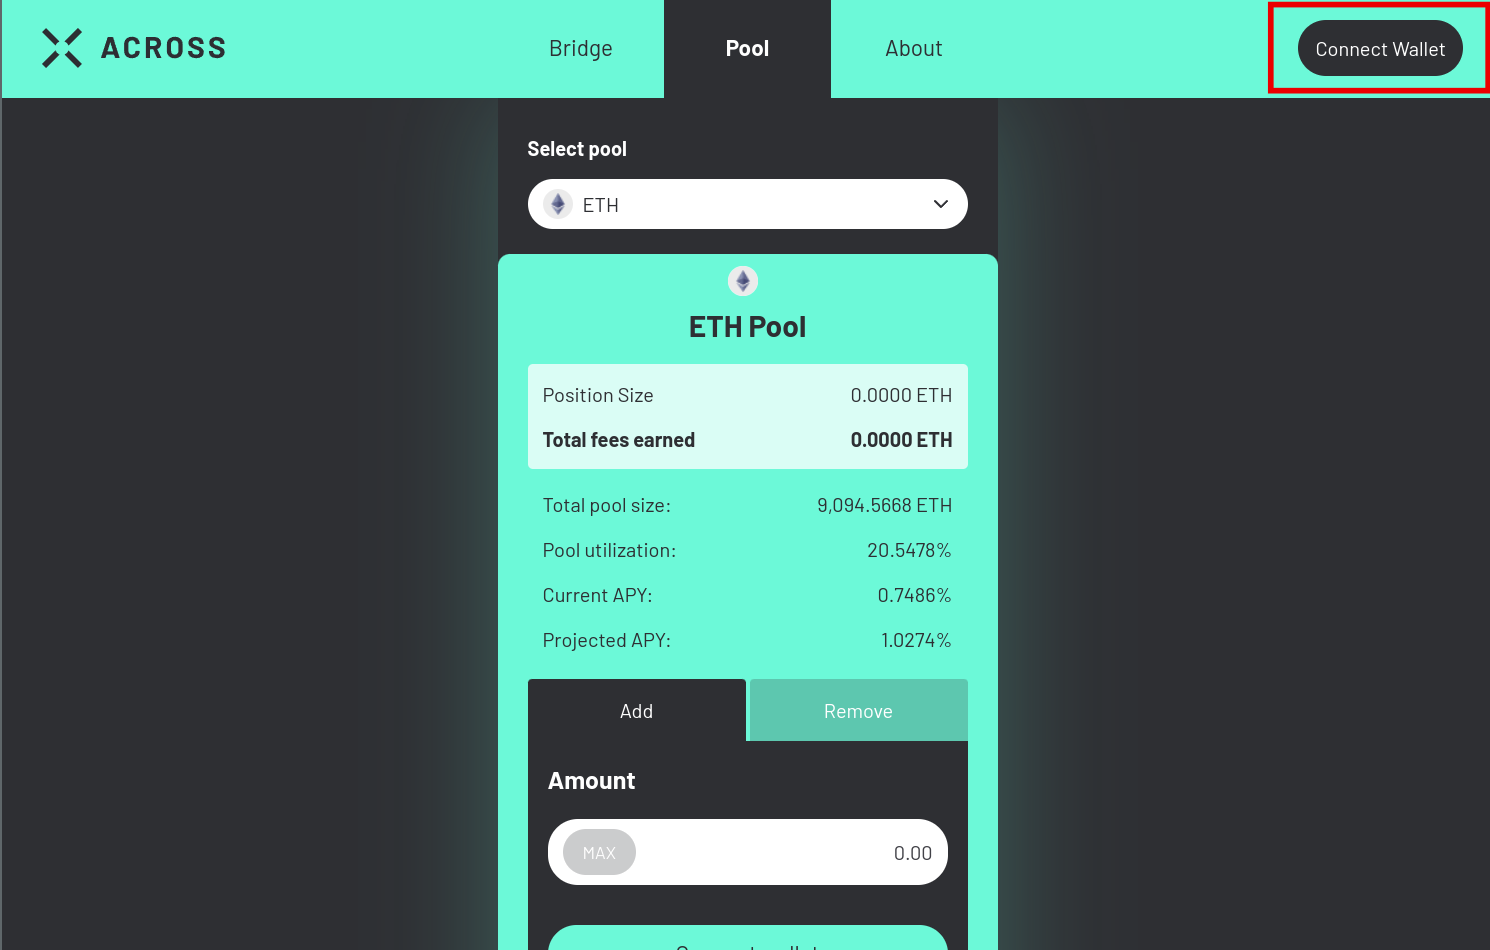 ACROSS
Bridge
Pool
About
Connect Wallet
Select pool
ETH
ETH Pool
Position Size 0.0000 ETH
Total fees earned 0.0000 ETH
Total pool size: 9,094.5668 ETH
Pool utilization: 20.5478%
Current APY: 0.7486%
Projected APY: 1.0274%
Add
Remove
Amount
MAX 0.00